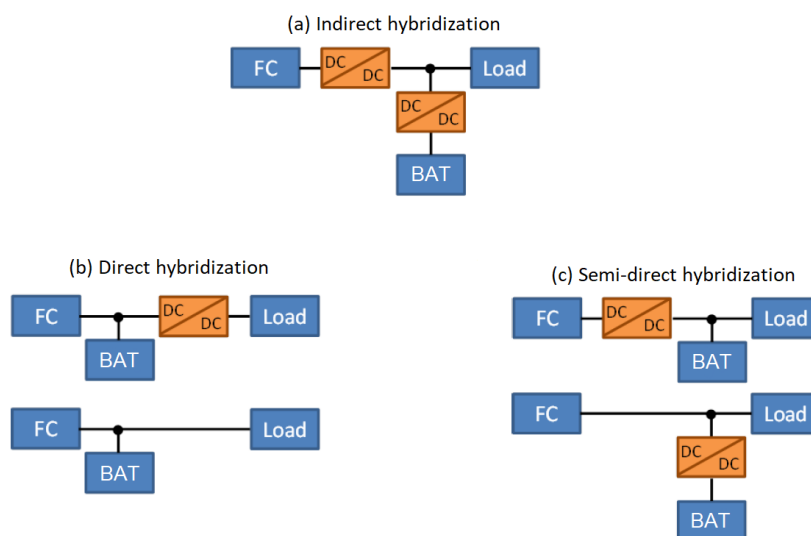 (a) Indirect hybridization
FC
DC
DC
Load
DC
DC
BAT
(b) Direct hybridization
FC
DC
DC
Load
BAT
FC
Load
BAT
(c) Semi-direct hybridization
FC
DC
DC
Load
BAT
FC
Load
DC
DC
BAT